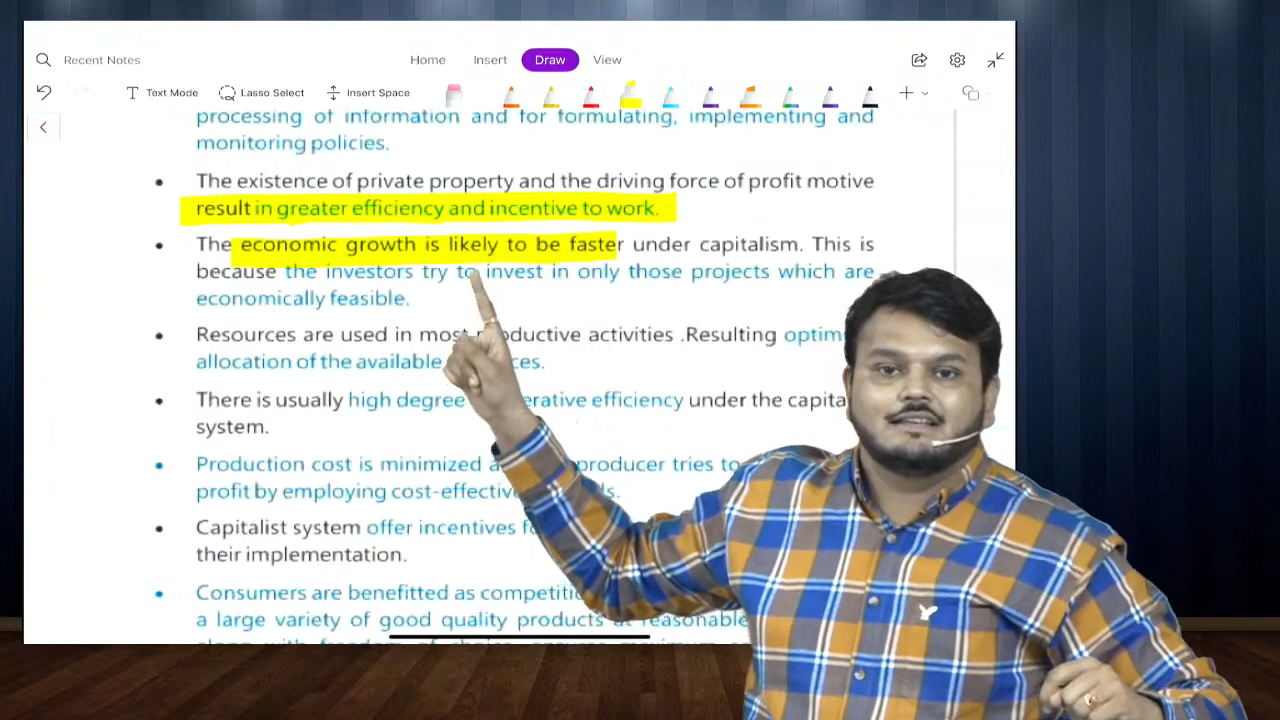 Recent Notes
Home Insert Draw View
Text Mode Lasso Select Insert Space
processing of information and for formulating, implementing and
monitoring policies.
• The existence of private property and the driving force of profit motive
result in greater efficiency and incentive to work.
• The economic growth is likely to be faster under capitalism. This is
because the investors try to invest in only those projects which are
economically feasible.
• Resources are used in most productive activities .Resulting
allocation of the available
• There is usually high degree under the
system.
• Production cost is minimized producer tries to
profit by employing
• Capitalist system offer incentives
their implementation.
• Consumers are benefitted as
a large variety of good quality products at reasonable